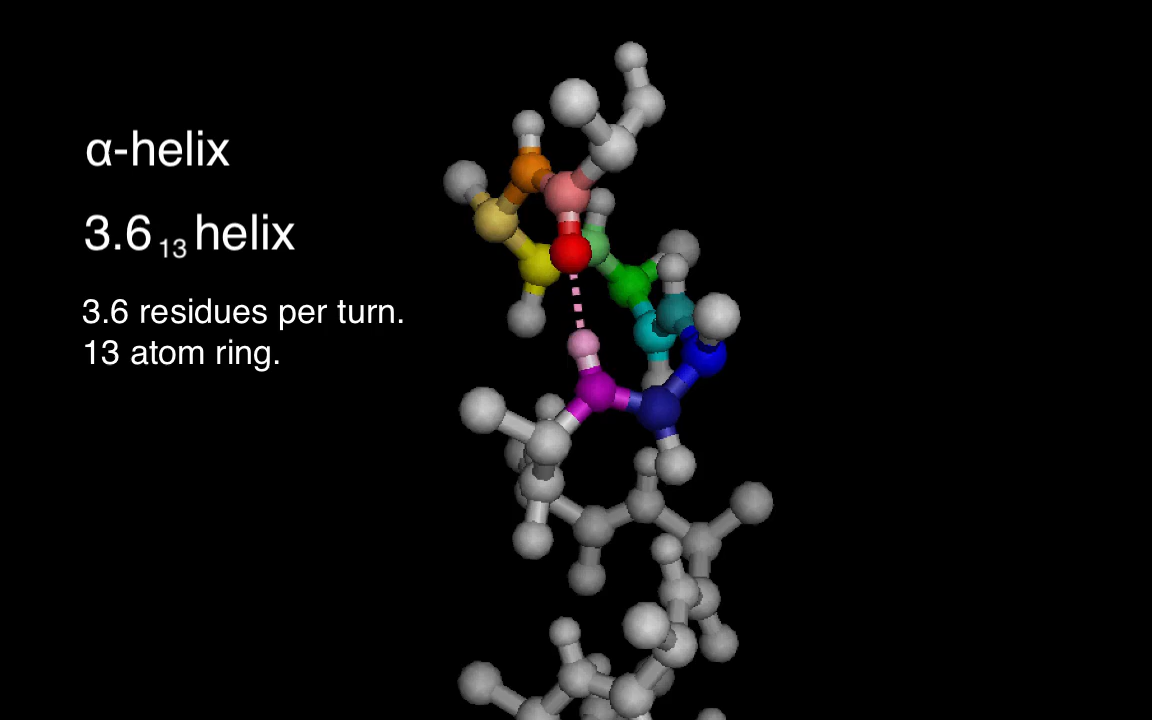 α-helix
3.6₁₃ helix
3.6 residues per turn.
13 atom ring.